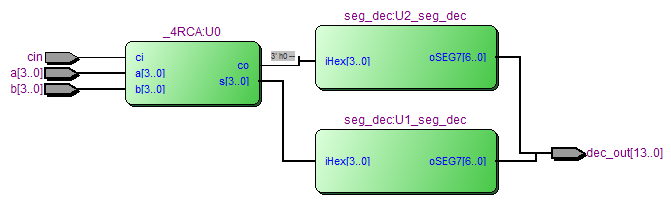 _4RCA:U0
seg_dec:U2_seg_dec
cin
a[3..0]
b[3..0]
ci
a[3..0]
b[3..0]
co
s[3..0]
3' h0 --
iHex[3..0]
oSEG7[6..0]
seg_dec:U1_seg_dec
iHex[3..0]
oSEG7[6..0]
dec_out[13..0]